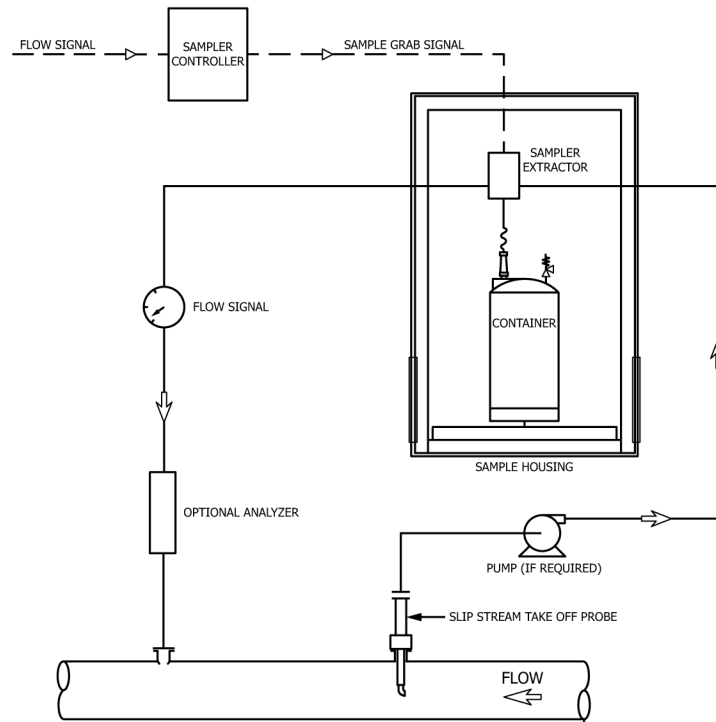 FLOW SIGNAL
SAMPLER
CONTROLLER
SAMPLE GRAB SIGNAL
SAMPLER
EXTRACTOR
FLOW SIGNAL
CONTAINER
SAMPLE HOUSING
OPTIONAL ANALYZER
PUMP (IF REQUIRED)
SLIP STREAM TAKE OFF PROBE
FLOW